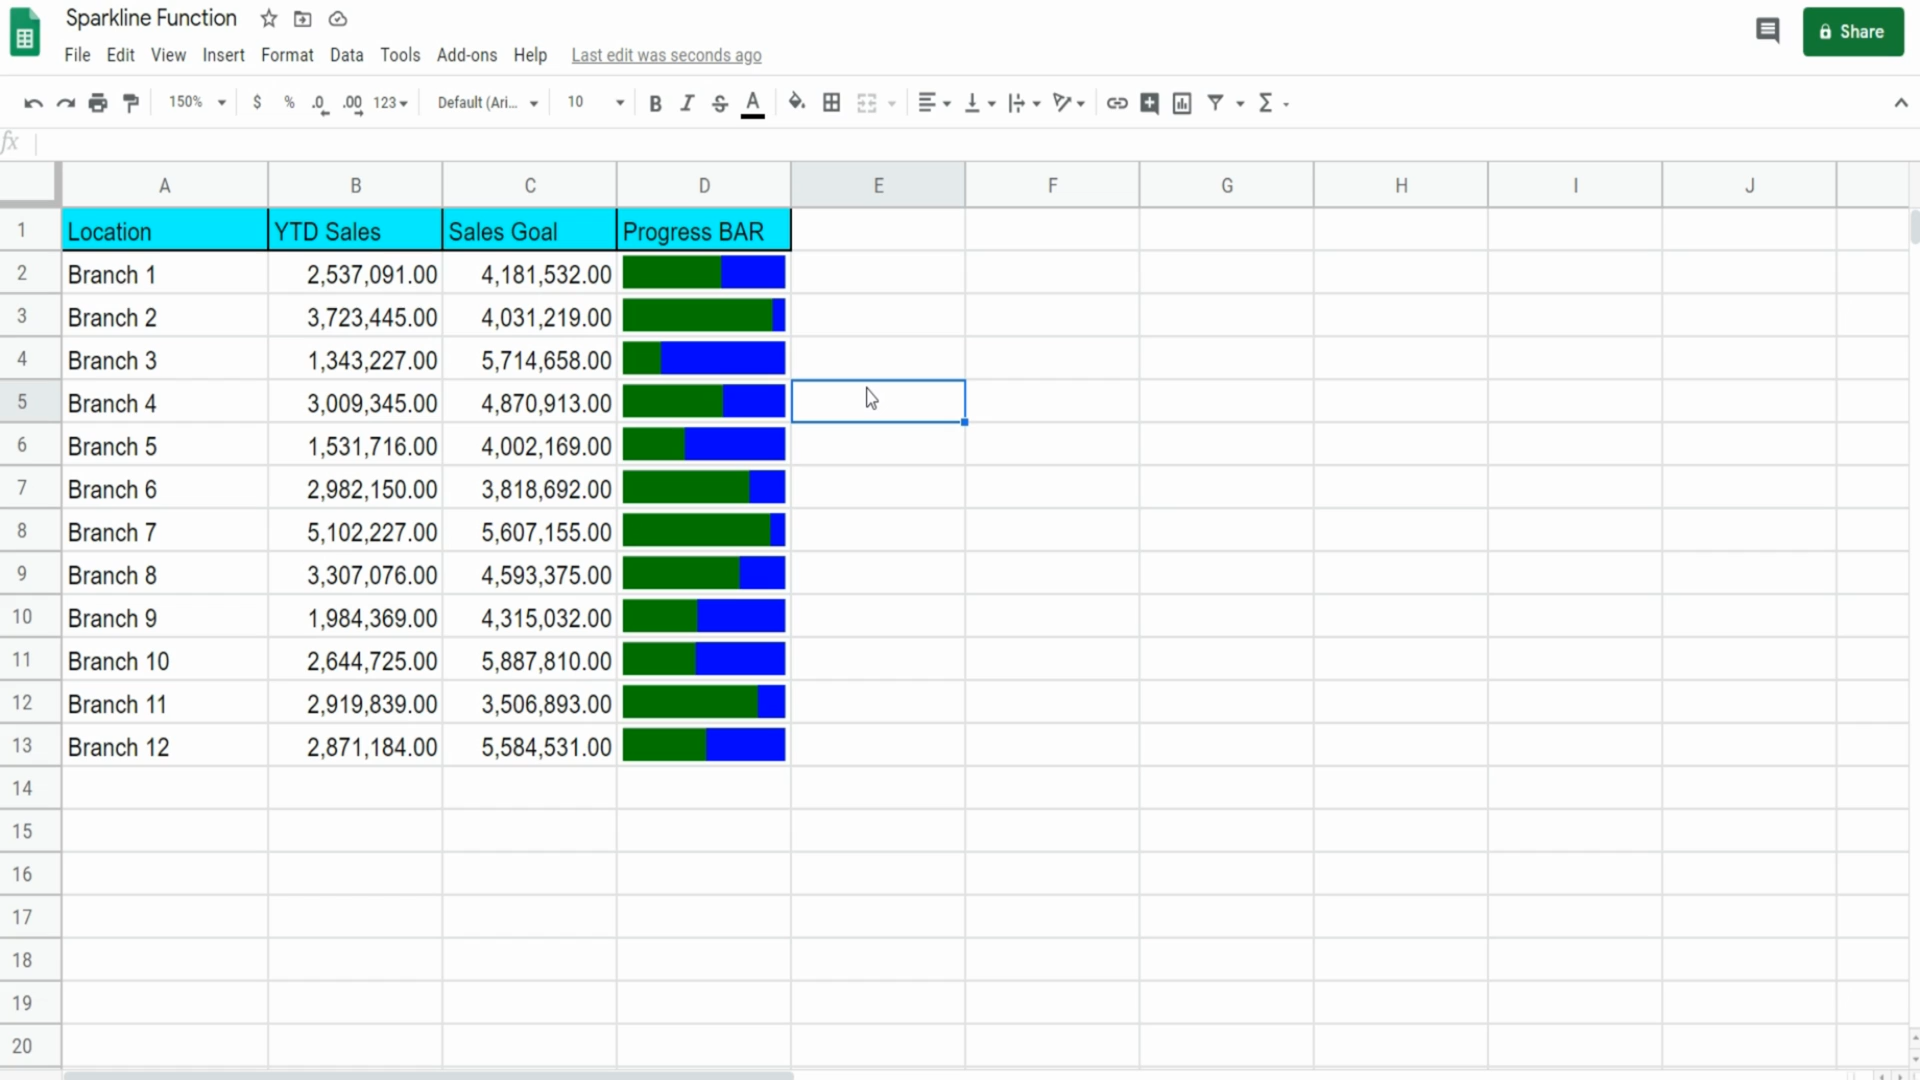 Sparkline Function
File Edit View Insert Format Data Tools Add-ons Help Last edit was seconds ago
Share
150% $ % .0 .00 123 Default (Ari... 10 B I S A Σ
fx
A B C D E F G H I J
1 Location YTD Sales Sales Goal Progress BAR
2 Branch 1 2,537,091.00 4,181,532.00
3 Branch 2 3,723,445.00 4,031,219.00
4 Branch 3 1,343,227.00 5,714,658.00
5 Branch 4 3,009,345.00 4,870,913.00
6 Branch 5 1,531,716.00 4,002,169.00
7 Branch 6 2,982,150.00 3,818,692.00
8 Branch 7 5,102,227.00 5,607,155.00
9 Branch 8 3,307,076.00 4,593,375.00
10 Branch 9 1,984,369.00 4,315,032.00
11 Branch 10 2,644,725.00 5,887,810.00
12 Branch 11 2,919,839.00 3,506,893.00
13 Branch 12 2,871,184.00 5,584,531.00
14
15
16
17
18
19
20